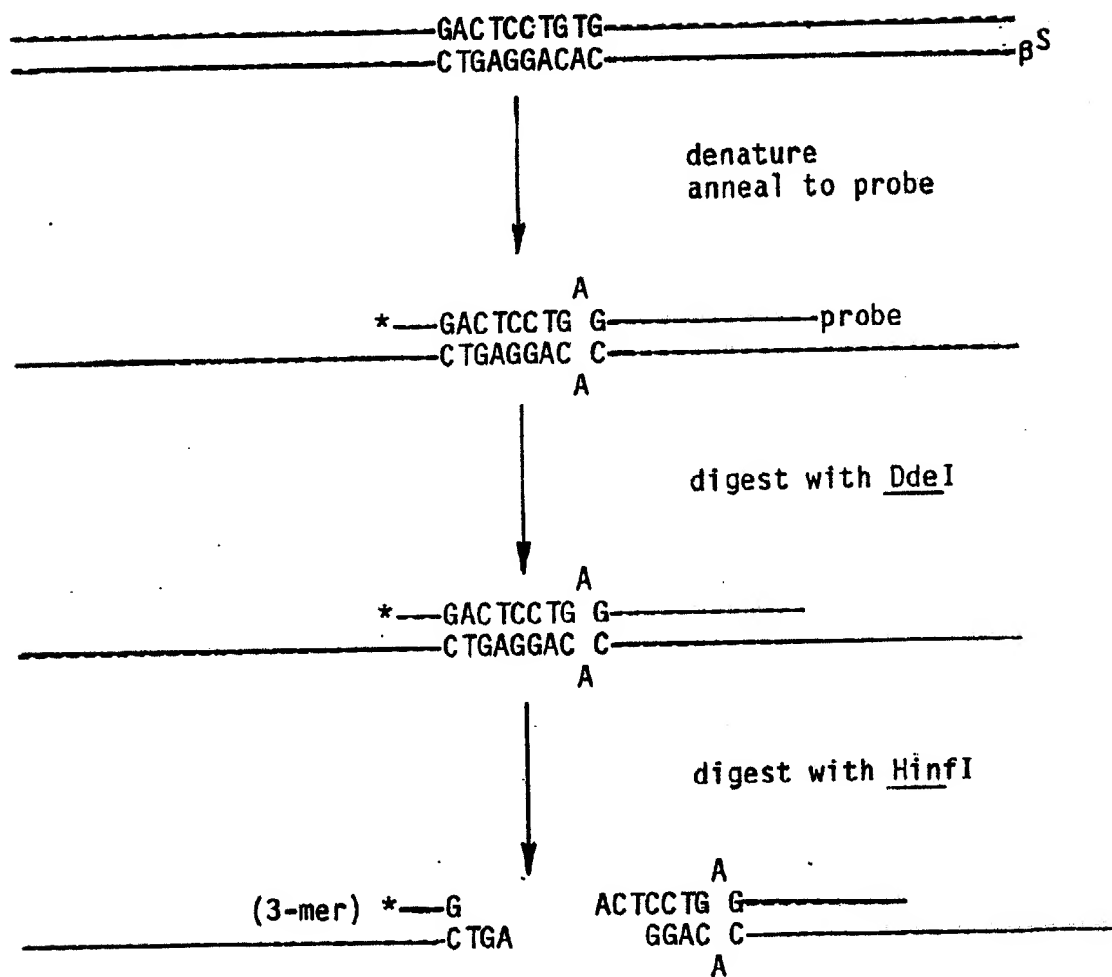 GACTCCTGTG
CTGAGGACAC βS
denature
anneal to probe
A
*—GACTCCTG G—probe
CTGAGGAC C
A
digest with DdeI
A
*—GACTCCTG G
CTGAGGAC C
A
digest with HinfI
A
(3-mer) *—G ACTCCTG G
CTGA GGAC C
A